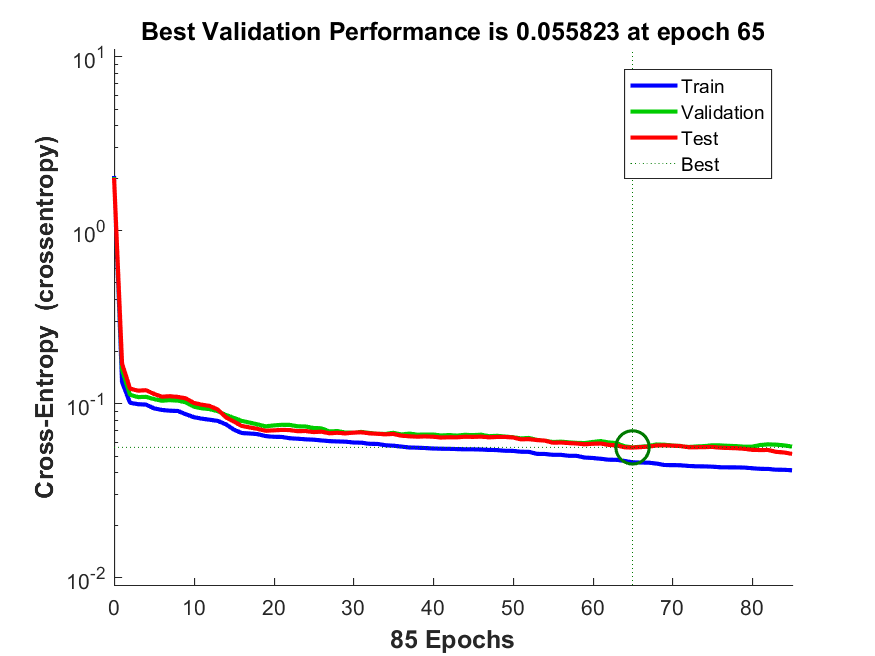 Best Validation Performance is 0.055823 at epoch 65
Cross-Entropy (crossentropy)
10^1
10^0
10^-1
10^-2
Train
Validation
Test
Best
0 10 20 30 40 50 60 70 80
85 Epochs